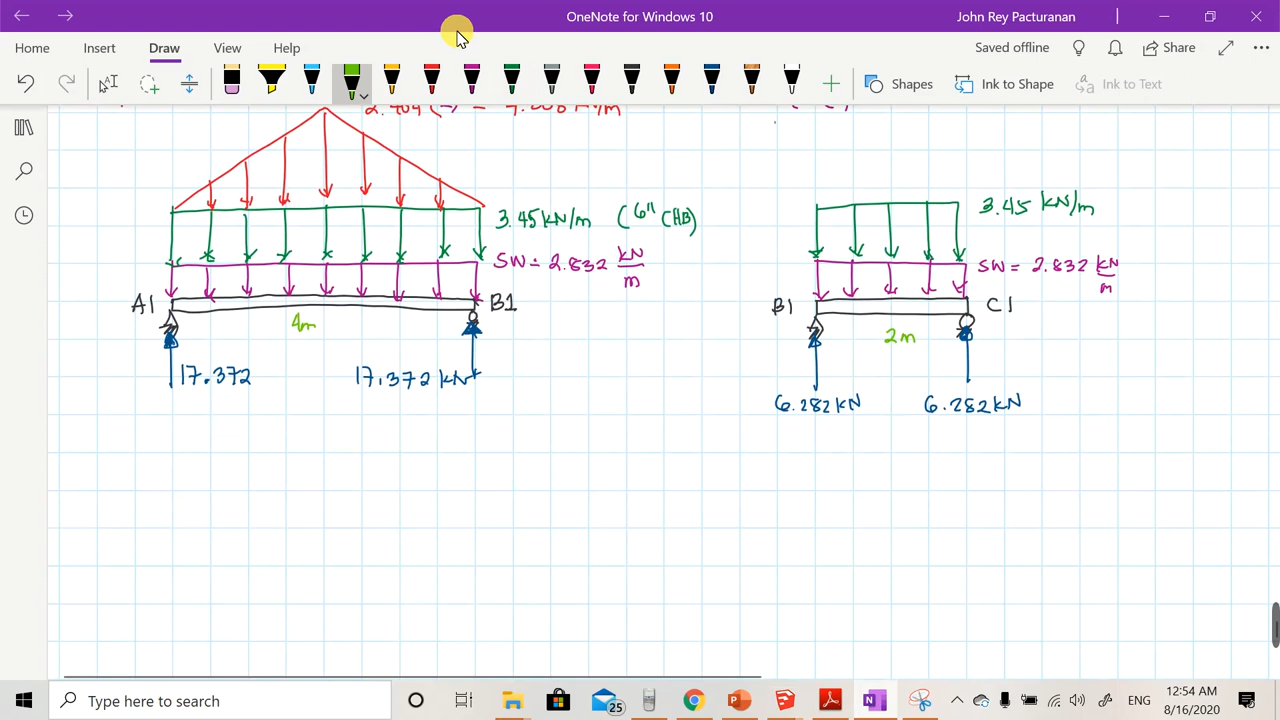 OneNote for Windows 10
John Rey Pacturanan
Home
Insert
Draw
View
Help
Saved offline
Share
Shapes
Ink to Shape
Ink to Text
3.45 kN/m (6" CHB)
SW = 2.832 kN/m
A1
B1
4m
17.372
17.372 kN
3.45 kN/m
SW = 2.832 kN/m
B1
C1
2m
6.282 kN
6.282 kN
Type here to search
25
ENG
12:54 AM
8/16/2020